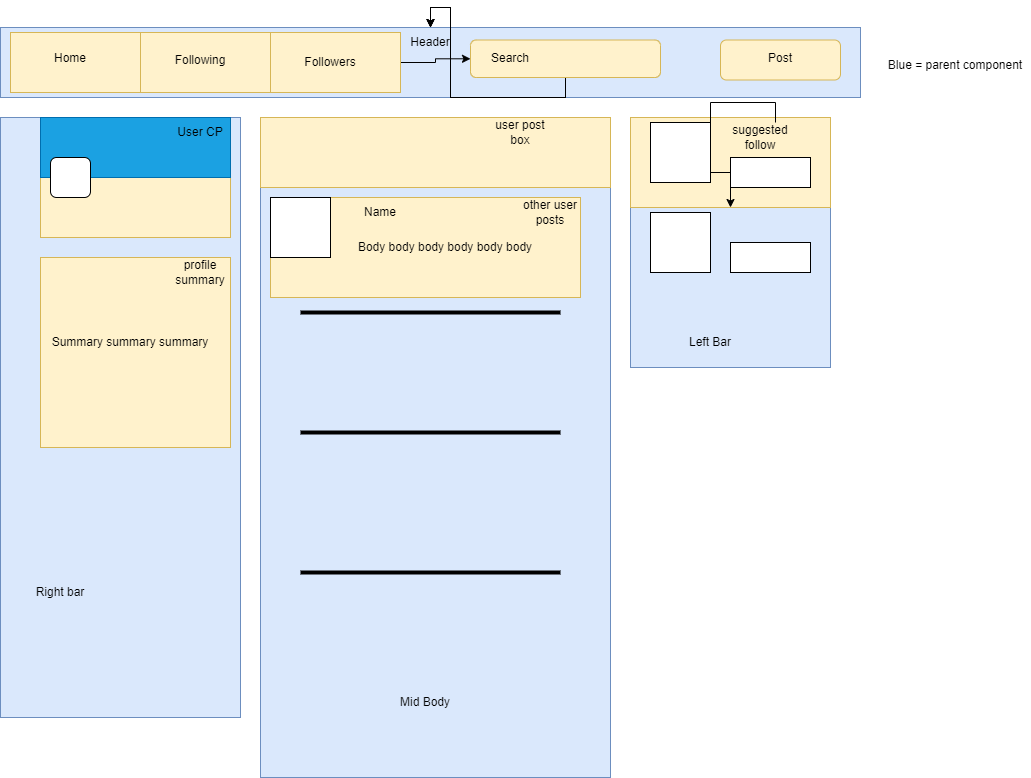 Home
Following
Followers
Header
Search
Post
Blue = parent component
User CP
profile
summary
Summary summary summary
Right bar
user post
box
other user
posts
Name
Body body body body body body
Mid Body
suggested
follow
Left Bar